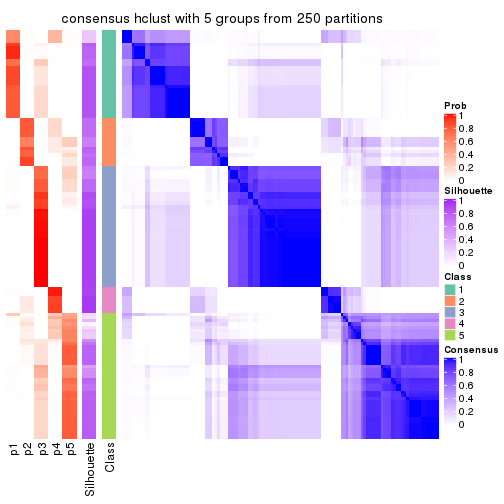 consensus hclust with 5 groups from 250 partitions
Prob
1
0.8
0.6
0.4
0.2
0
Silhouette
1
0.8
0.6
0.4
0.2
0
Class
1
2
3
4
5
Consensus
1
0.8
0.6
0.4
0.2
0
p1
p2
p3
p4
p5
Silhouette
Class